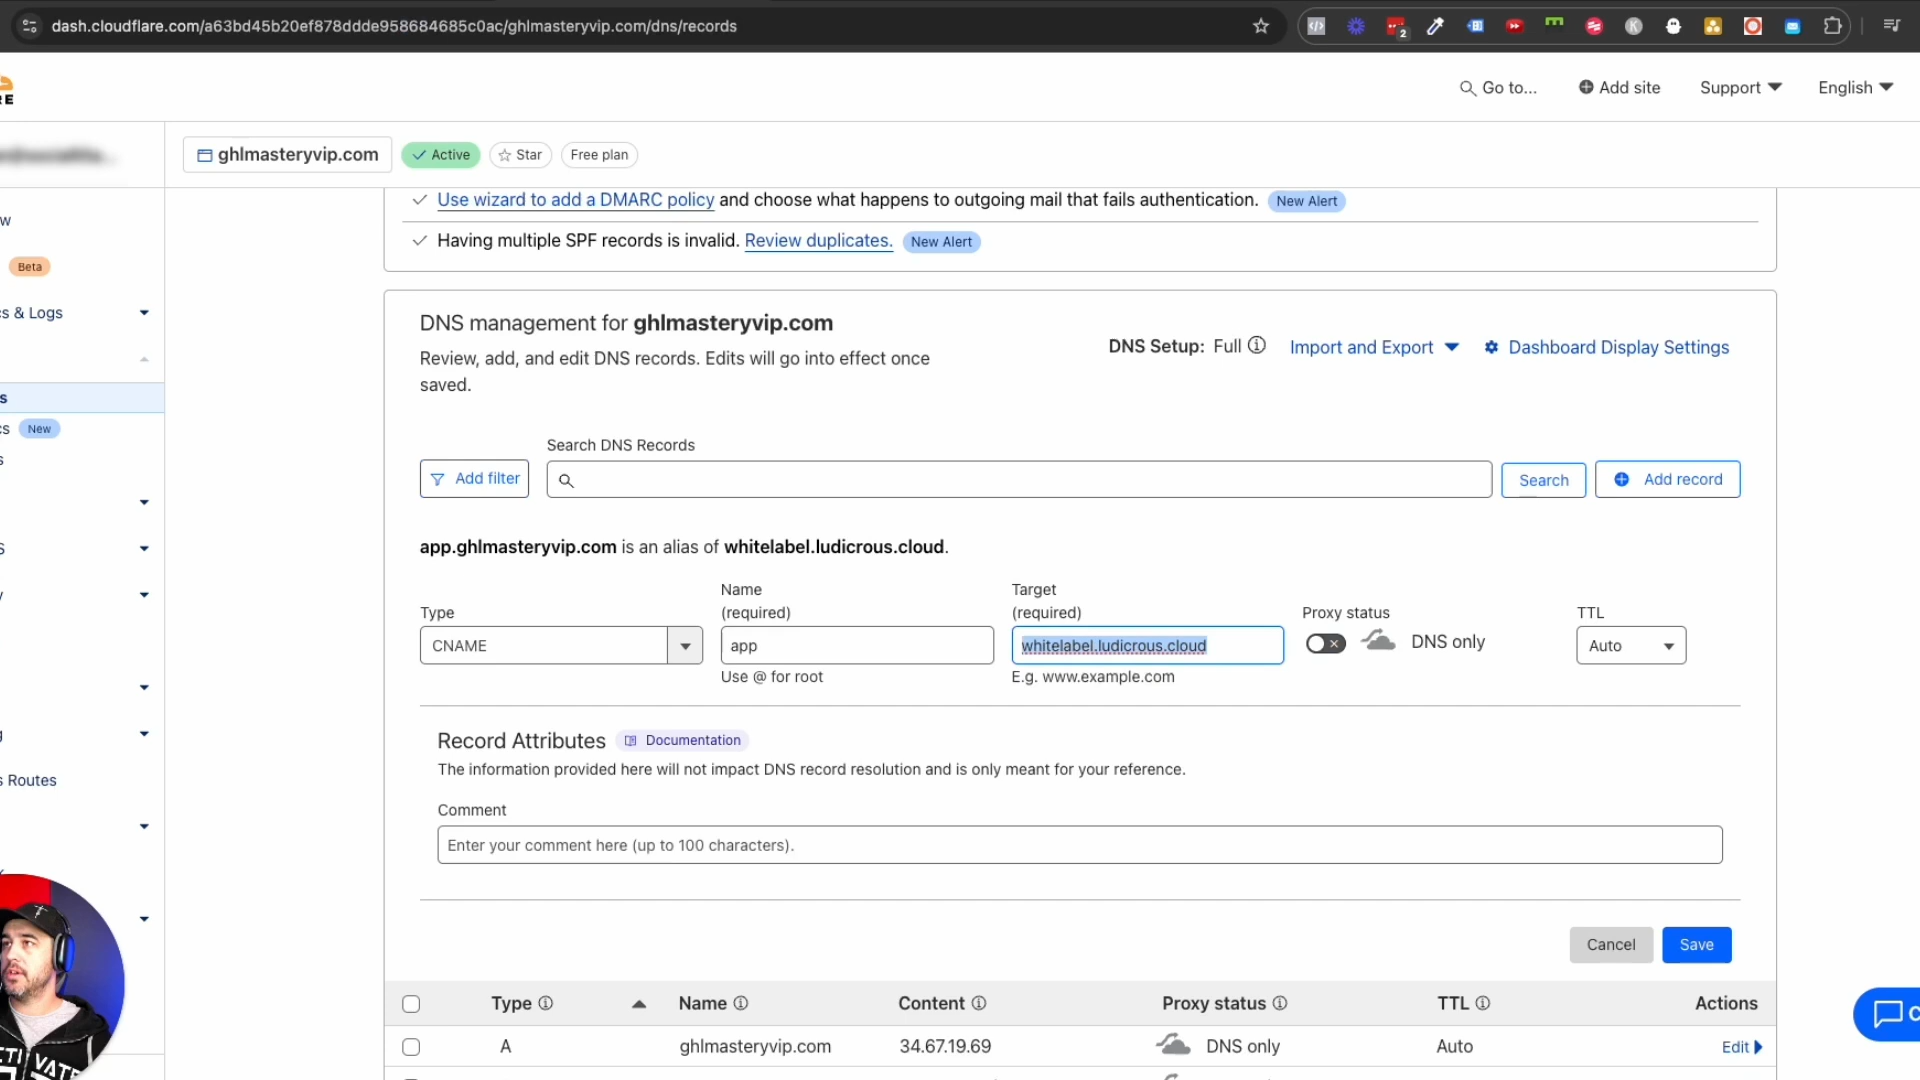 dash.cloudflare.com/a63bd45b20ef878ddde958684685c0ac/ghlmasteryvip.com/dns/records
2
RE
Go to...
Add site
Support
English
ghlmasteryvip.com
Active
Star
Free plan
w
Beta
cs & Logs
s
cs New
s
S
y
g
s Routes
Use wizard to add a DMARC policy and choose what happens to outgoing mail that fails authentication. New Alert
Having multiple SPF records is invalid. Review duplicates. New Alert
DNS management for ghlmasteryvip.com
Review, add, and edit DNS records. Edits will go into effect once
saved.
DNS Setup: Full
Import and Export
Dashboard Display Settings
Search DNS Records
Add filter
Search
Add record
app.ghlmasteryvip.com is an alias of whitelabel.ludicrous.cloud.
Type
Name
(required)
Target
(required)
Proxy status
TTL
CNAME
app
whitelabel.ludicrous.cloud
DNS only
Auto
Use @ for root
E.g. www.example.com
Record Attributes
Documentation
The information provided here will not impact DNS record resolution and is only meant for your reference.
Comment
Enter your comment here (up to 100 characters).
Cancel
Save
Type
Name
Content
Proxy status
TTL
Actions
A
ghlmasteryvip.com
34.67.19.69
DNS only
Auto
Edit